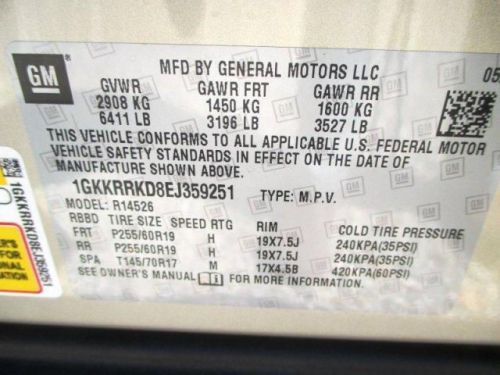 GM
MFD BY GENERAL MOTORS LLC
05
GVWR GAWR FRT GAWR RR
2908 KG 1450 KG 1600 KG
6411 LB 3196 LB 3527 LB
THIS VEHICLE CONFORMS TO ALL APPLICABLE U.S. FEDERAL MOTOR
VEHICLE SAFETY STANDARDS IN EFFECT ON THE DATE OF
MANUFACTURE SHOWN ABOVE.
1GKKRRKD8EJ359251 TYPE: M.P.V.
MODEL: R14526
RBBD TIRE SIZE SPEED RTG RIM COLD TIRE PRESSURE
FRT P255/60R19 H 19X7.5J 240KPA(35PSI)
RR P255/60R19 H 19X7.5J 240KPA(35PSI)
SPA T145/70R17 M 17X4.5B 420KPA(60PSI)
SEE OWNER'S MANUAL FOR MORE INFORMATION.
1GKKRRKD8EJ359251